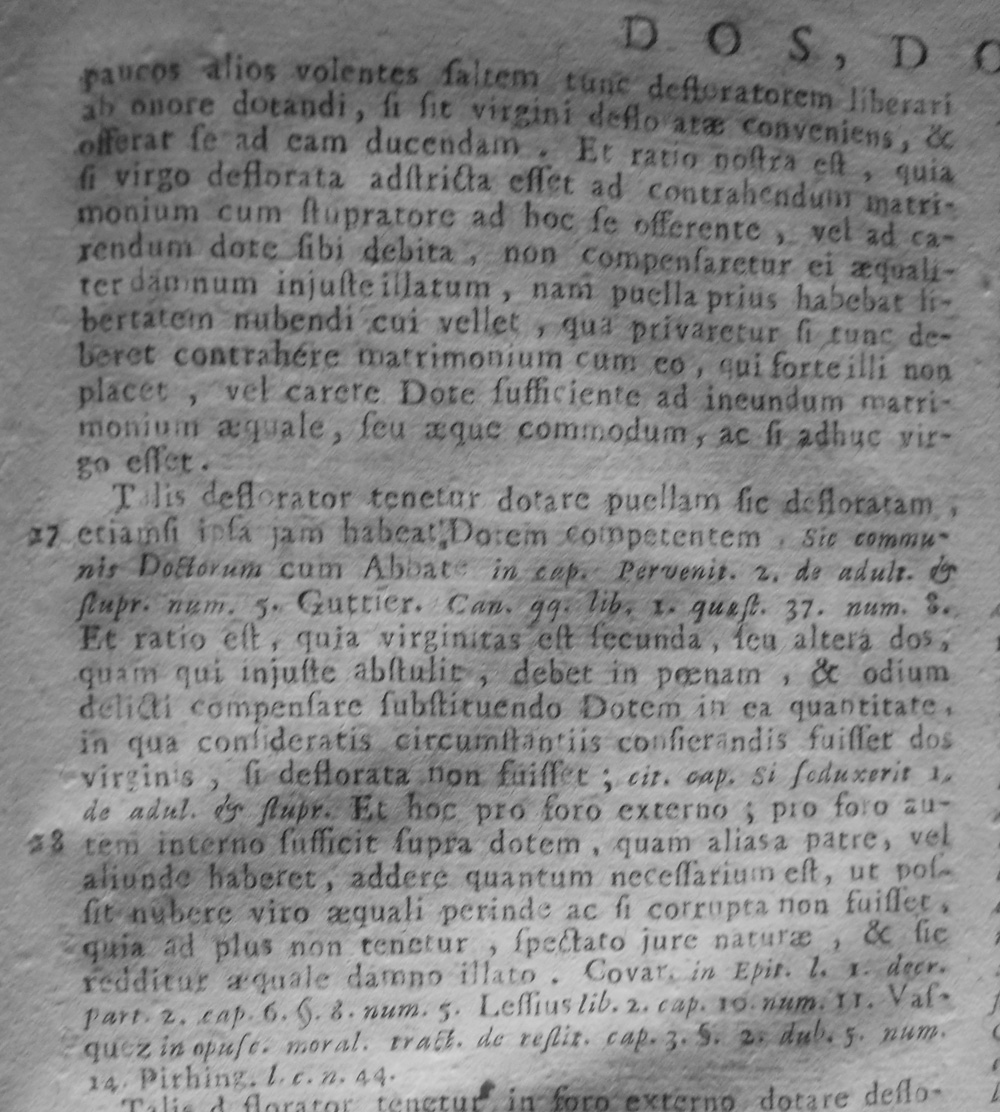 DOS, DO
paucos alios volentes saltem tunc defloratorem liberari
ab onore dotandi, si sit virgini defloratæ conveniens, &
offerat se ad eam ducendam. Et ratio nostra est, quia
si virgo deflorata adstricta esset ad contrahendum matri-
monium cum stupratore ad hoc se offerente, vel ad ca-
rendum dote sibi debita, non compensaretur ei æquali-
ter damnum injuste illatum, nam puella prius habebat li-
bertatem nubendi cui vellet, qua privaretur si tunc de-
beret contrahére matrimonium cum eo, qui forte illi non
placet, vel carere Dote sufficiente ad ineundum matri-
monium æquale, seu æque commodum, ac si adhuc vir-
go esset.
Talis deflorator tenetur dotare puellam sic defloratam,
27 etiamsi ipsa jam habeat Dotem competentem. Sic commu-
nis Doctorum cum Abbate in cap. Pervenit. 2. de adult. &
stupr. num. 5. Guttier. Can. qq. lib. 1. quæst. 37. num. 8.
Et ratio est, quia virginitas est secunda, seu altera dos,
quam qui injuste abstulit, debet in pœnam, & odium
delicti compensare substituendo Dotem in ea quantitate,
in qua consideratis circumstantiis consierandis fuisset dos
virginis, si deflorata non fuisset; cit. cap. Si seduxerit 1.
de adul. & stupr. Et hoc pro foro externo; pro foro au-
28 tem interno sufficit supra dotem, quam aliasa patre, vel
aliunde haberet, addere quantum necessarium est, ut pos-
sit nubere viro æquali perinde ac si corrupta non fuisset,
quia ad plus non tenetur, spectato jure naturæ, & sic
redditur æquale damno illato. Covar. in Epit. l. 1. decr.
part. 2. cap. 6. §. 8. num. 5. Lessius lib. 2. cap. 10. num. 11. Vas-
quez in opusc. moral. tract. de restit. cap. 3. §. 2. dub. 5. num.
14. Pirhing. l. c. n. 44.
Talis deflorator tenetur in foro externo dotare deflo-